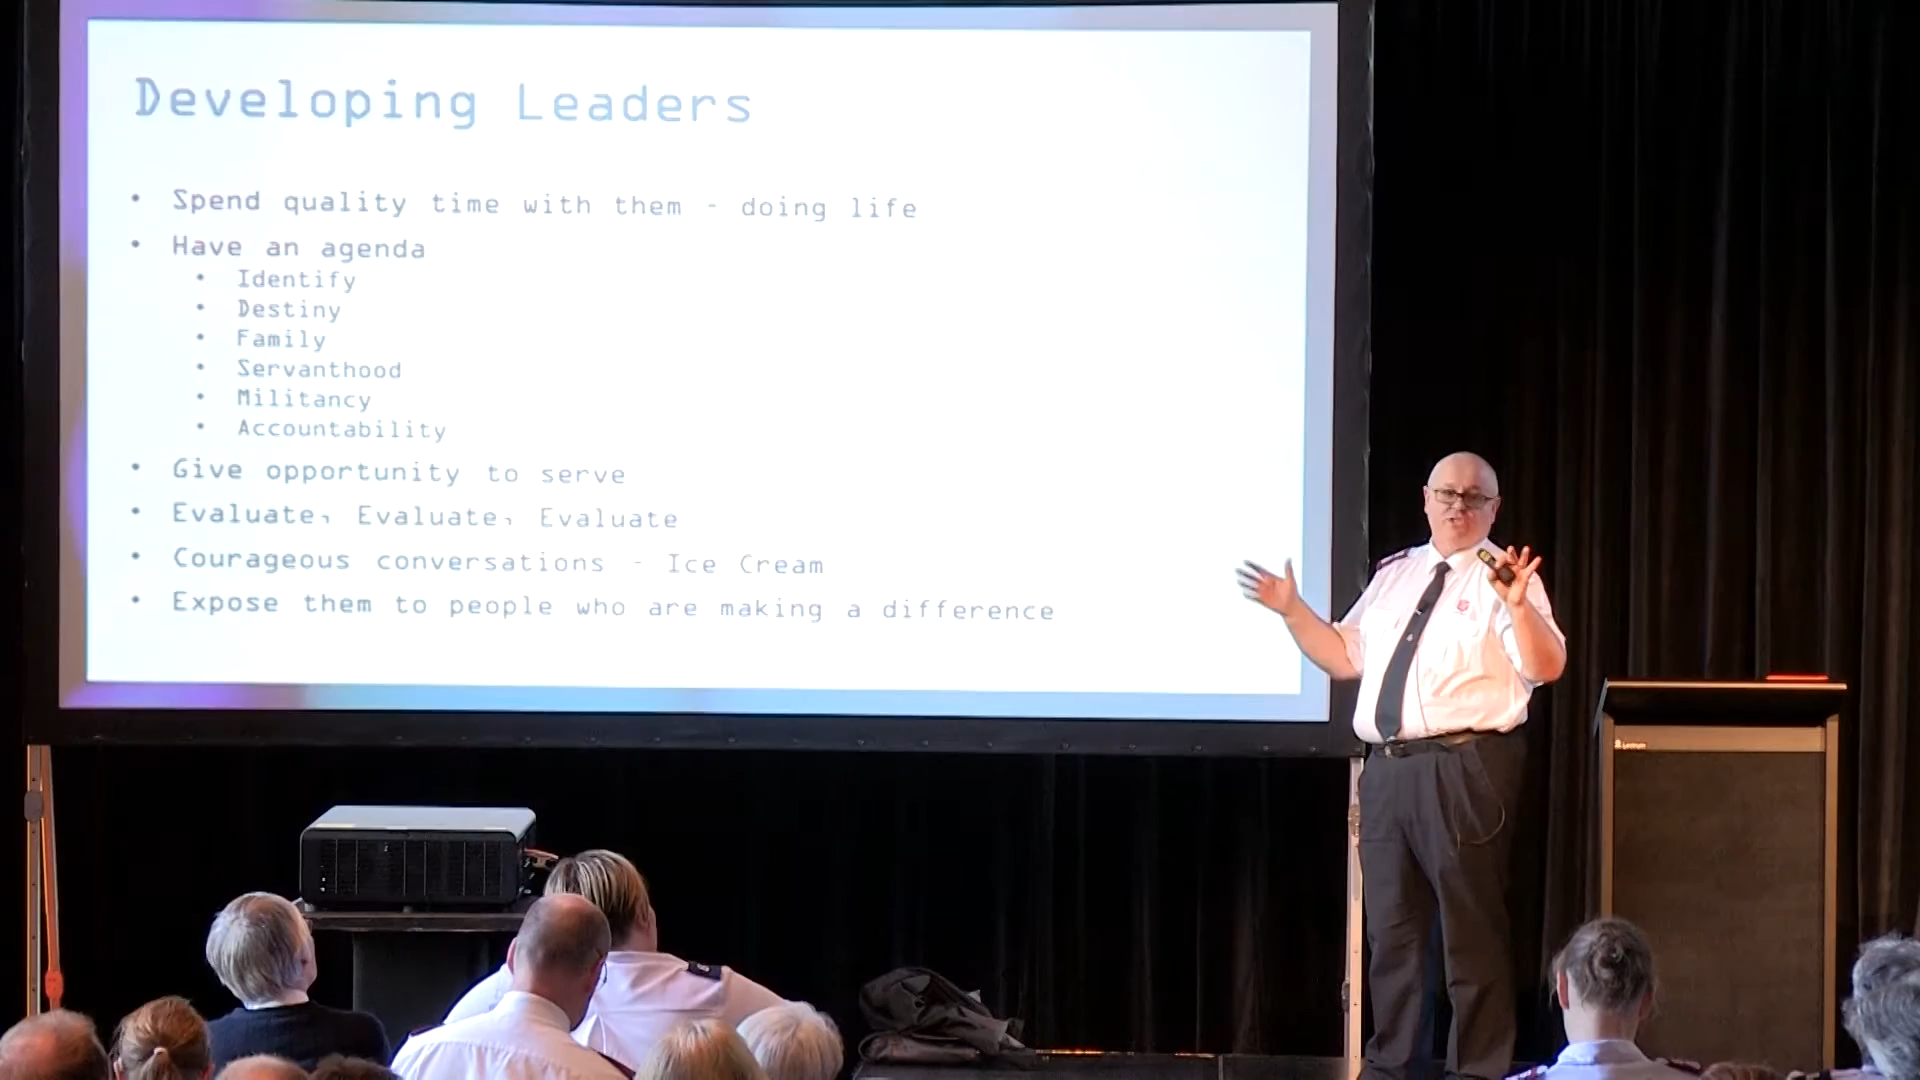 Developing Leaders
• Spend quality time with them - doing life
• Have an agenda
• Identify
• Destiny
• Family
• Servanthood
• Militancy
• Accountability
• Give opportunity to serve
• Evaluate, Evaluate, Evaluate
• Courageous conversations - Ice Cream
• Expose them to people who are making a difference